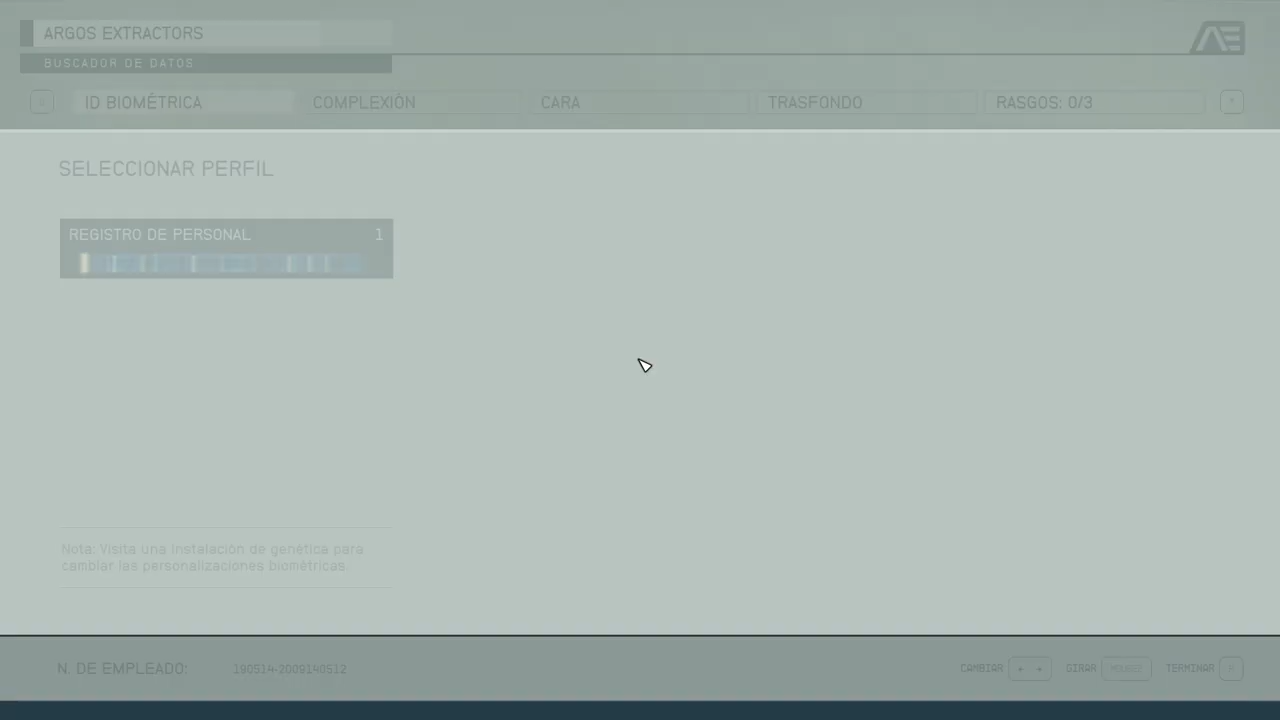 ARGOS EXTRACTORS
BUSCADOR DE DATOS
ID BIOMÉTRICA
COMPLEXIÓN
CARA
TRASFONDO
RASGOS: 0/3
SELECCIONAR PERFIL
REGISTRO DE PERSONAL 1
Nota: Visita una instalación de genética para
cambiar las personalizaciones biométricas.
N. DE EMPLEADO: 190514-2009140512
CAMBIAR
GIRAR
TERMINAR